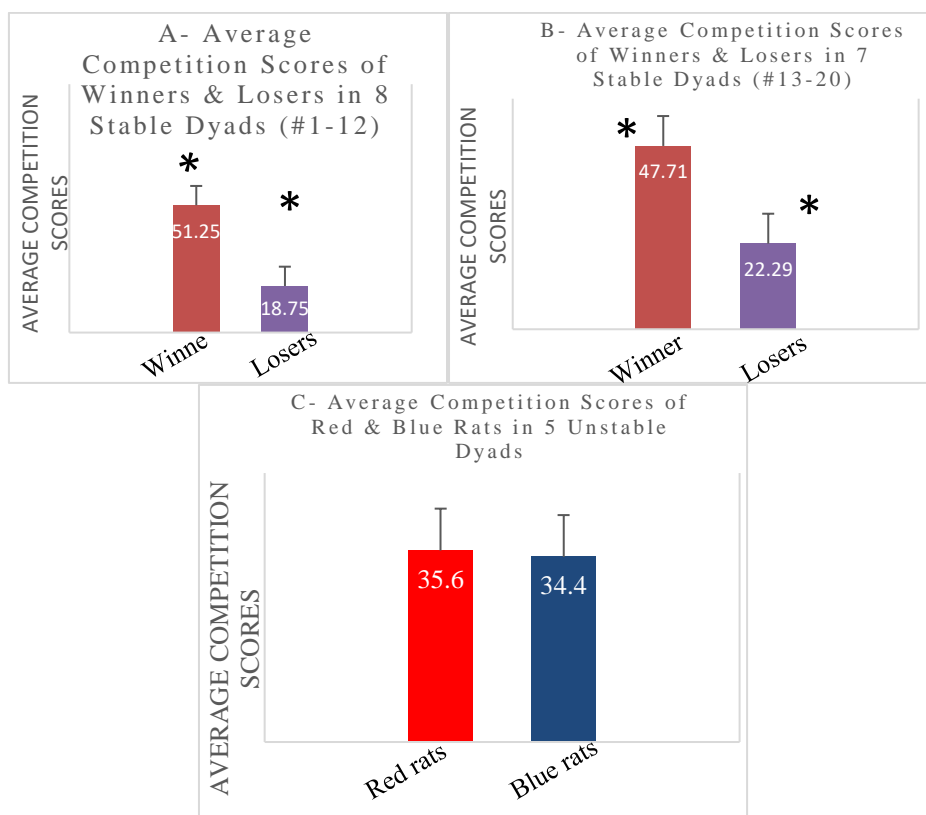 A- Average
Competition Scores of
Winners & Losers in 8
Stable Dyads (#1-12)
AVERAGE COMPETITION
SCORES
*
*
51.25
18.75
Winne
Losers
B- Average Competition Scores
of Winners & Losers in 7
Stable Dyads (#13-20)
AVERAGE COMPETITION
SCORES
*
*
47.71
22.29
Winner
Losers
C- Average Competition Scores of
Red & Blue Rats in 5 Unstable
Dyads
AVERAGE COMPETITION
SCORES
35.6
34.4
Red rats
Blue rats